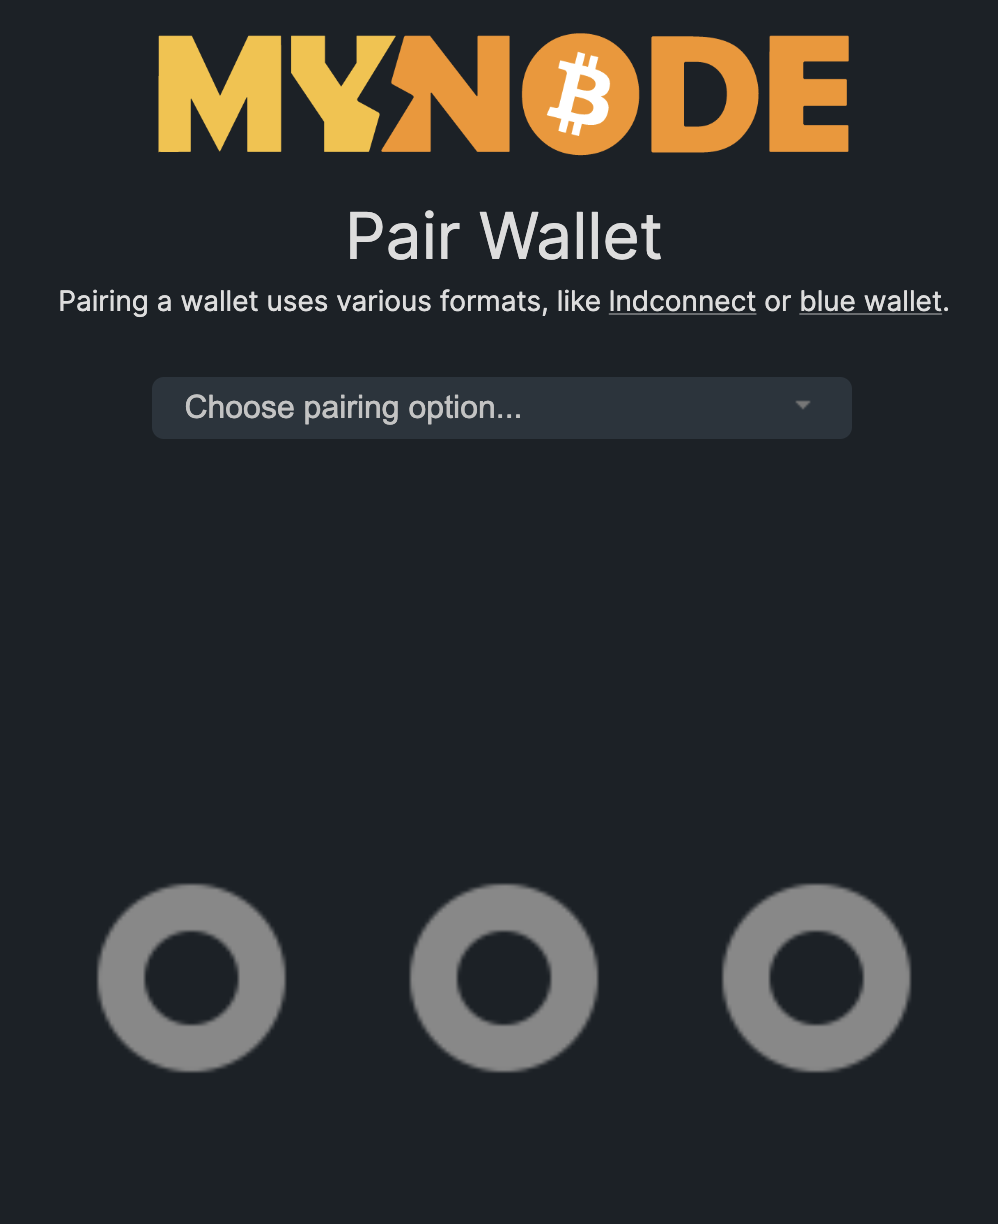 MYNODE
Pair Wallet
Pairing a wallet uses various formats, like lndconnect or blue wallet.
Choose pairing option...